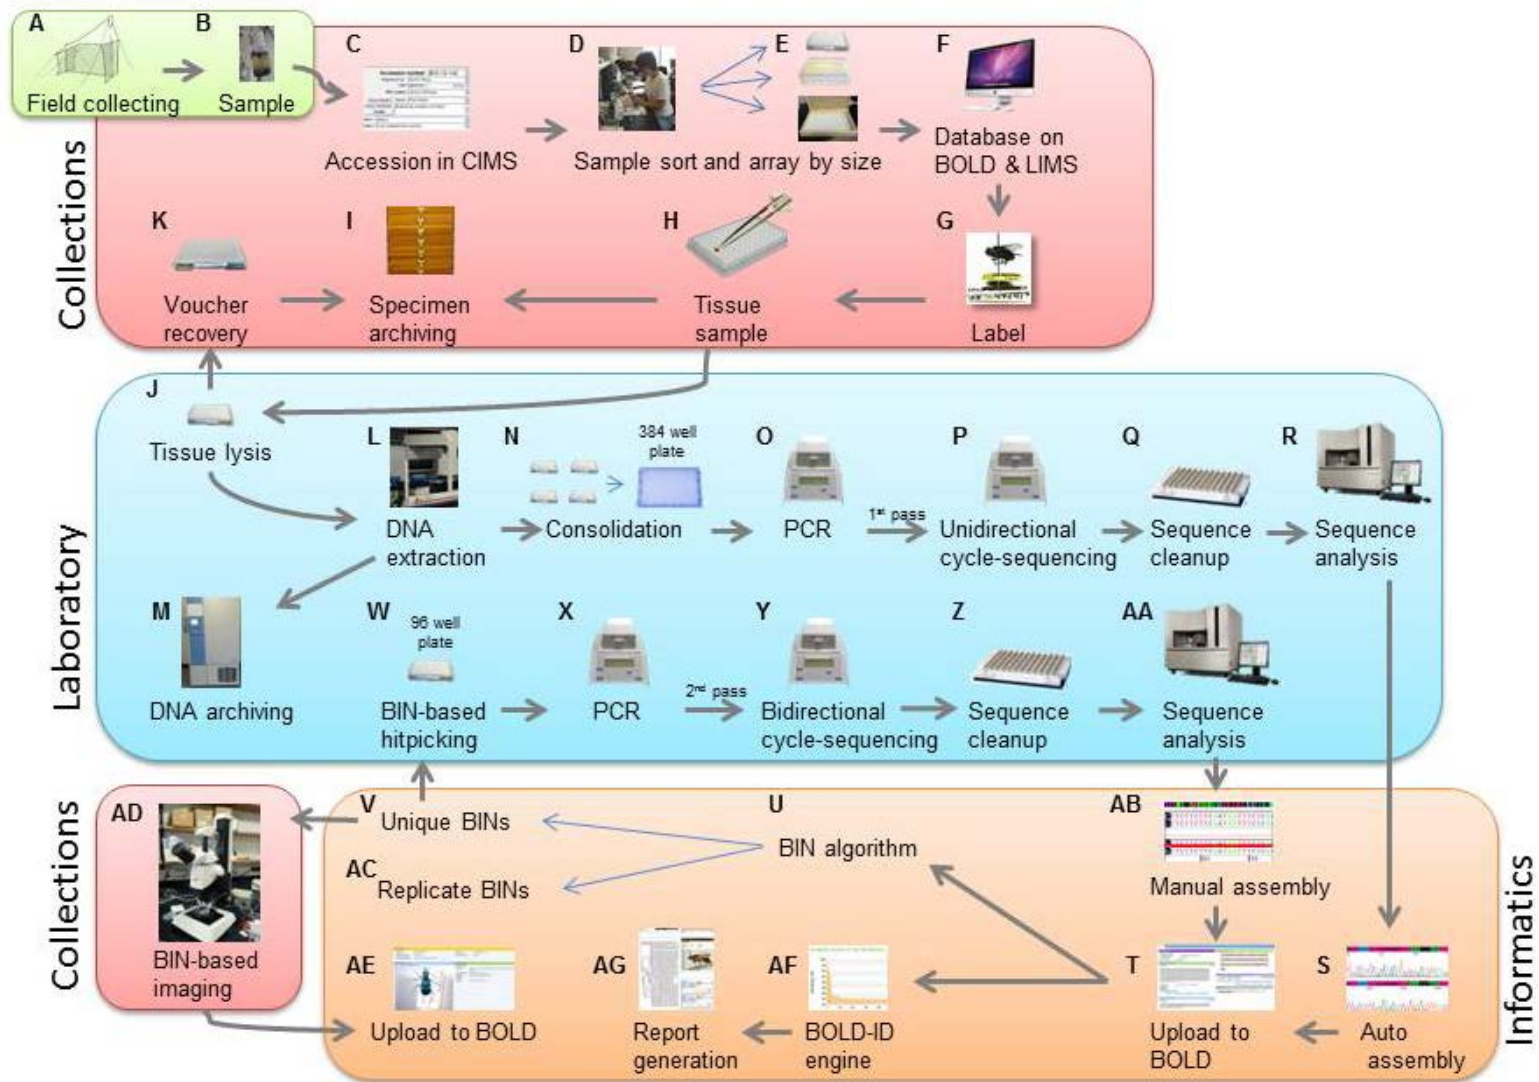 A
B
Field collecting
Sample
C
D
E
F
Accession in CIMS
Sample sort and array by size
Database on
BOLD & LIMS
K
I
H
G
Voucher
recovery
Specimen
archiving
Tissue
sample
Label
Collections
J
Tissue lysis
L
DNA
extraction
N
384 well
plate
Consolidation
O
PCR
1st pass
P
Unidirectional
cycle-sequencing
Q
Sequence
cleanup
R
Sequence
analysis
M
DNA archiving
W
96 well
plate
BIN-based
hitpicking
X
PCR
2nd pass
Y
Bidirectional
cycle-sequencing
Z
Sequence
cleanup
AA
Sequence
analysis
Laboratory
AD
BIN-based
imaging
Collections
V
Unique BINs
U
BIN algorithm
AC
Replicate BINs
AB
Manual assembly
AE
Upload to BOLD
AG
Report
generation
AF
BOLD-ID
engine
T
Upload to
BOLD
S
Auto
assembly
Informatics